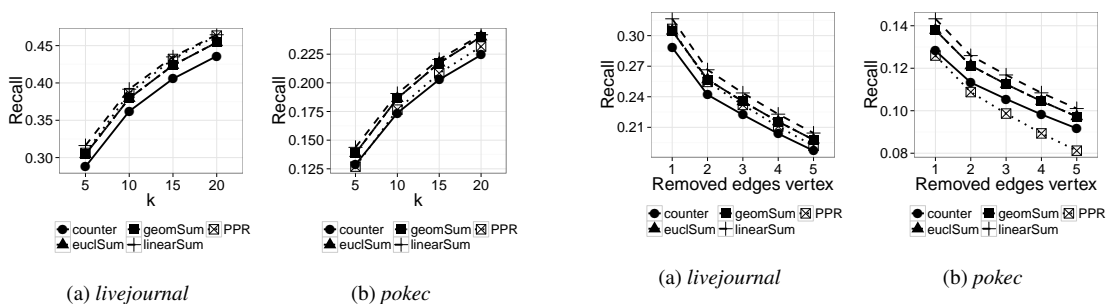 Recall
0.45
0.40
0.35
0.30
5 10 15 20
k
counter geomSum PPR
euclSum linearSum
(a) livejournal
Recall
0.225
0.200
0.175
0.150
0.125
5 10 15 20
k
counter geomSum PPR
euclSum linearSum
(b) pokec
Recall
0.30
0.27
0.24
0.21
1 2 3 4 5
Removed edges vertex
counter geomSum PPR
euclSum linearSum
(a) livejournal
Recall
0.14
0.12
0.10
0.08
1 2 3 4 5
Removed edges vertex
counter geomSum PPR
euclSum linearSum
(b) pokec